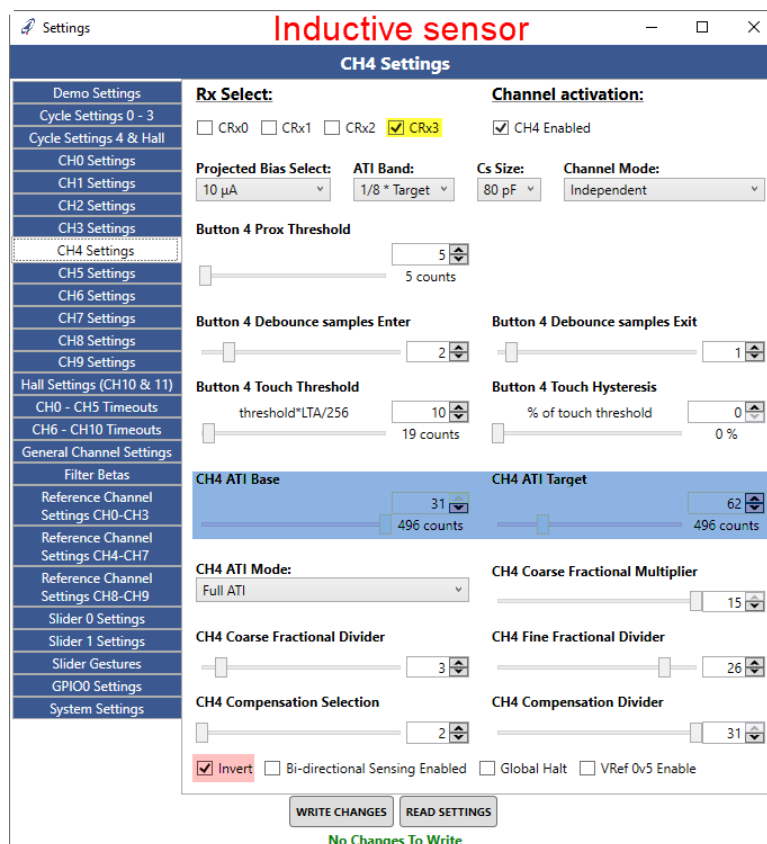 Settings
Inductive sensor
CH4 Settings
Demo Settings
Cycle Settings 0 - 3
Cycle Settings 4 & Hall
CH0 Settings
CH1 Settings
CH2 Settings
CH3 Settings
CH4 Settings
CH5 Settings
CH6 Settings
CH7 Settings
CH8 Settings
CH9 Settings
Hall Settings (CH10 & 11)
CH0 - CH5 Timeouts
CH6 - CH10 Timeouts
General Channel Settings
Filter Betas
Reference Channel
Settings CH0-CH3
Reference Channel
Settings CH4-CH7
Reference Channel
Settings CH8-CH9
Slider 0 Settings
Slider 1 Settings
Slider Gestures
GPIO0 Settings
System Settings
Rx Select: Channel activation:
CRx0 CRx1 CRx2 CRx3 CH4 Enabled
Projected Bias Select: ATI Band: Cs Size: Channel Mode:
10 µA 1/8 * Target 80 pF Independent
Button 4 Prox Threshold
5
5 counts
Button 4 Debounce samples Enter Button 4 Debounce samples Exit
2 1
Button 4 Touch Threshold Button 4 Touch Hysteresis
threshold*LTA/256 10 % of touch threshold 0
19 counts 0 %
CH4 ATI Base CH4 ATI Target
31 62
496 counts 496 counts
CH4 ATI Mode: CH4 Coarse Fractional Multiplier
Full ATI 15
CH4 Coarse Fractional Divider CH4 Fine Fractional Divider
3 26
CH4 Compensation Selection CH4 Compensation Divider
2 31
Invert Bi-directional Sensing Enabled Global Halt VRef 0v5 Enable
WRITE CHANGES READ SETTINGS
No Changes To Write